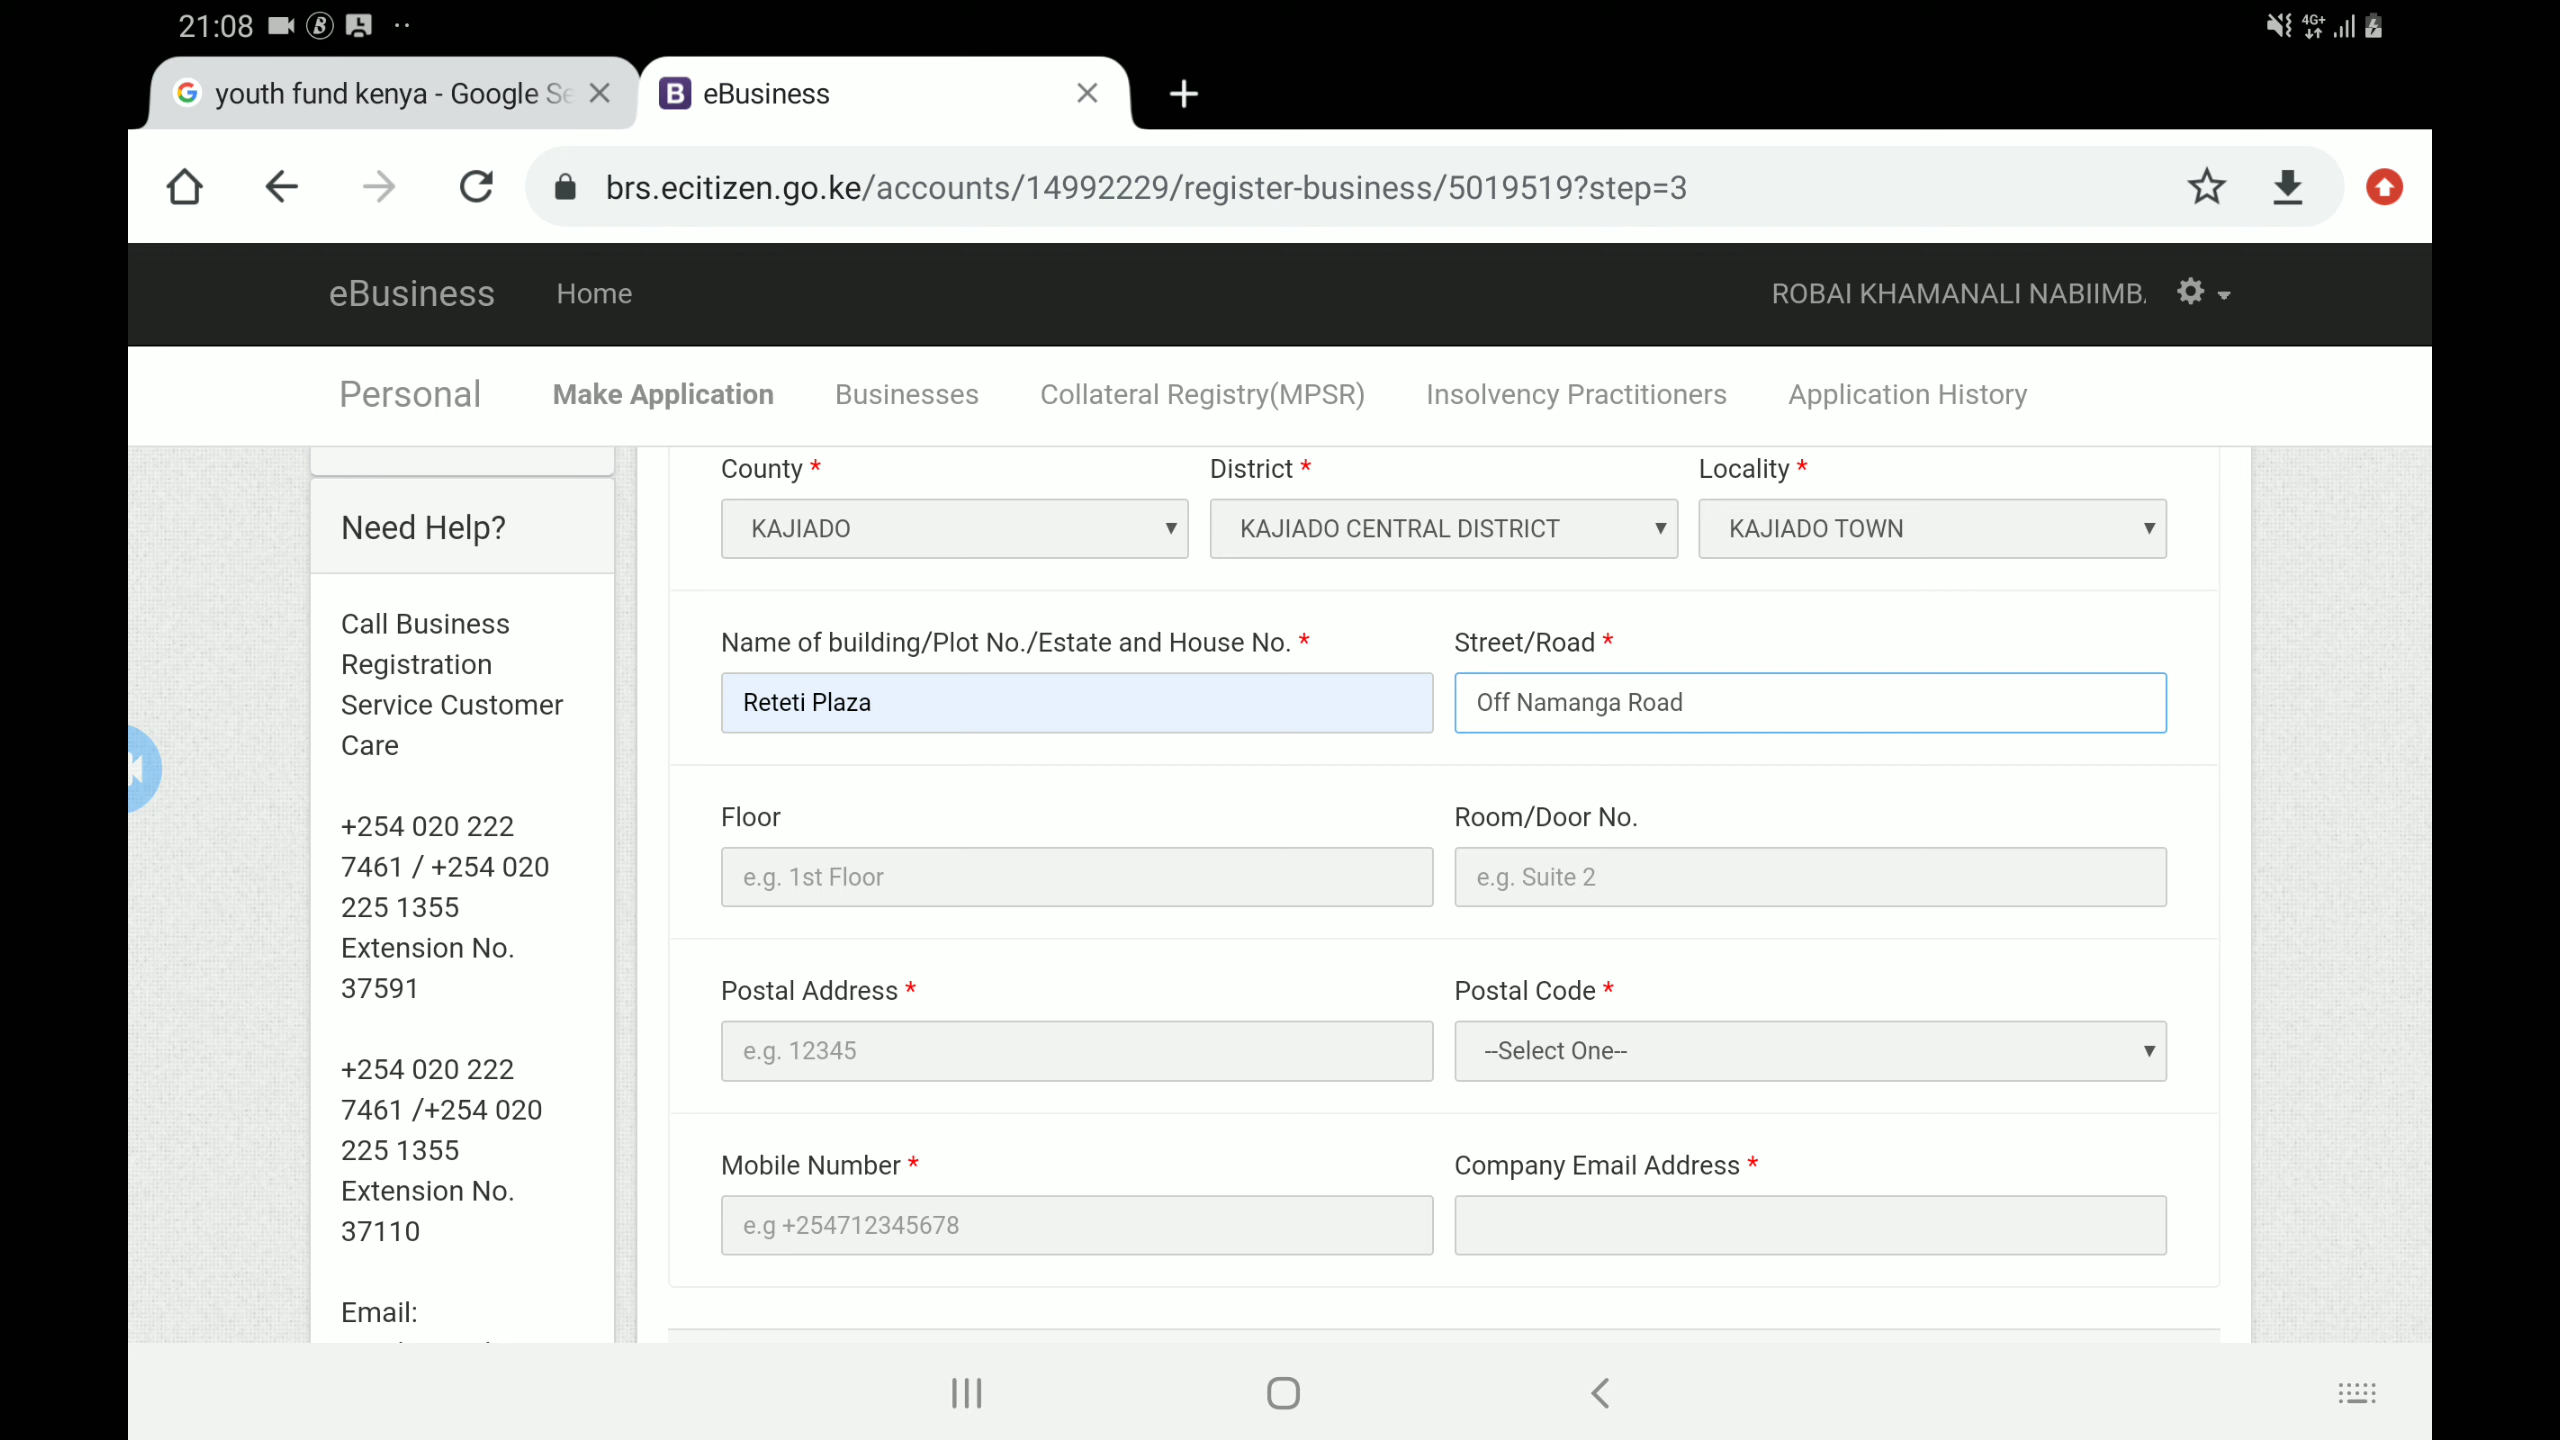 21:08
4G+
youth fund kenya - Google Se
B eBusiness
brs.ecitizen.go.ke/accounts/14992229/register-business/5019519?step=3
eBusiness Home ROBAI KHAMANALI NABIIMB
Personal Make Application Businesses Collateral Registry(MPSR) Insolvency Practitioners Application History
County * District * Locality *
KAJIADO KAJIADO CENTRAL DISTRICT KAJIADO TOWN
Need Help?
Call Business
Registration
Service Customer
Care
+254 020 222
7461 / +254 020
225 1355
Extension No.
37591
+254 020 222
7461 /+254 020
225 1355
Extension No.
37110
Email:
Name of building/Plot No./Estate and House No. * Street/Road *
Reteti Plaza Off Namanga Road
Floor Room/Door No.
e.g. 1st Floor e.g. Suite 2
Postal Address * Postal Code *
e.g. 12345 --Select One--
Mobile Number * Company Email Address *
e.g +254712345678